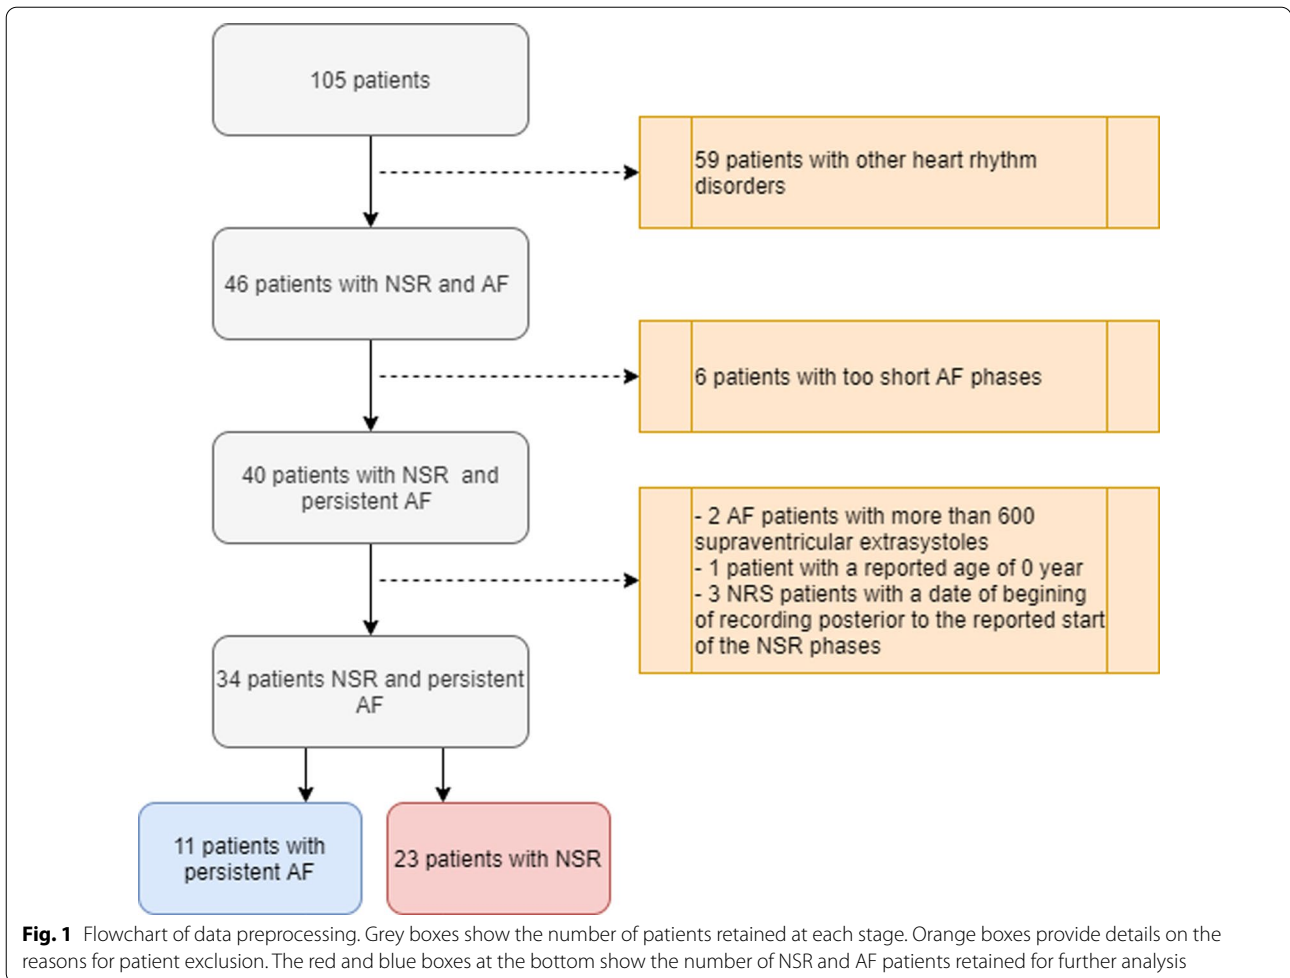 105 patients
59 patients with other heart rhythm
disorders
46 patients with NSR and AF
6 patients with too short AF phases
40 patients with NSR and
persistent AF
- 2 AF patients with more than 600
supraventricular extrasystoles
- 1 patient with a reported age of 0 year
- 3 NRS patients with a date of begining
of recording posterior to the reported start
of the NSR phases
34 patients NSR and persistent
AF
11 patients with
persistent AF
23 patients with NSR
Fig. 1 Flowchart of data preprocessing. Grey boxes show the number of patients retained at each stage. Orange boxes provide details on the
reasons for patient exclusion. The red and blue boxes at the bottom show the number of NSR and AF patients retained for further analysis